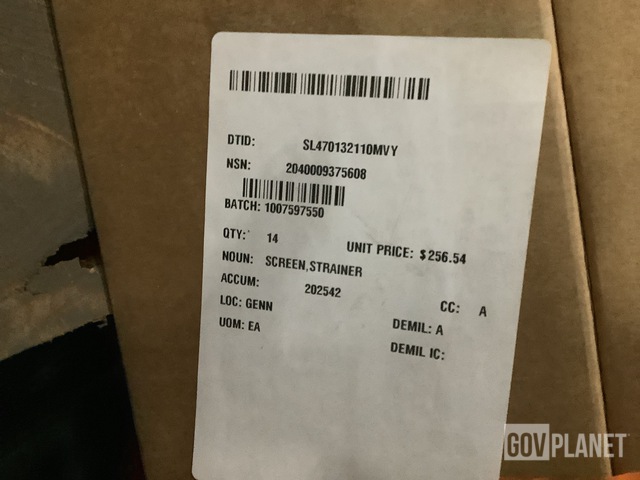 DTID: SL470132110MVY
NSN: 2040009375608
BATCH: 1007597550
QTY: 14 UNIT PRICE: $256.54
NOUN: SCREEN,STRAINER
ACCUM: 202542
LOC: GENN CC: A
UOM: EA DEMIL: A
DEMIL IC:
GOVPLANET